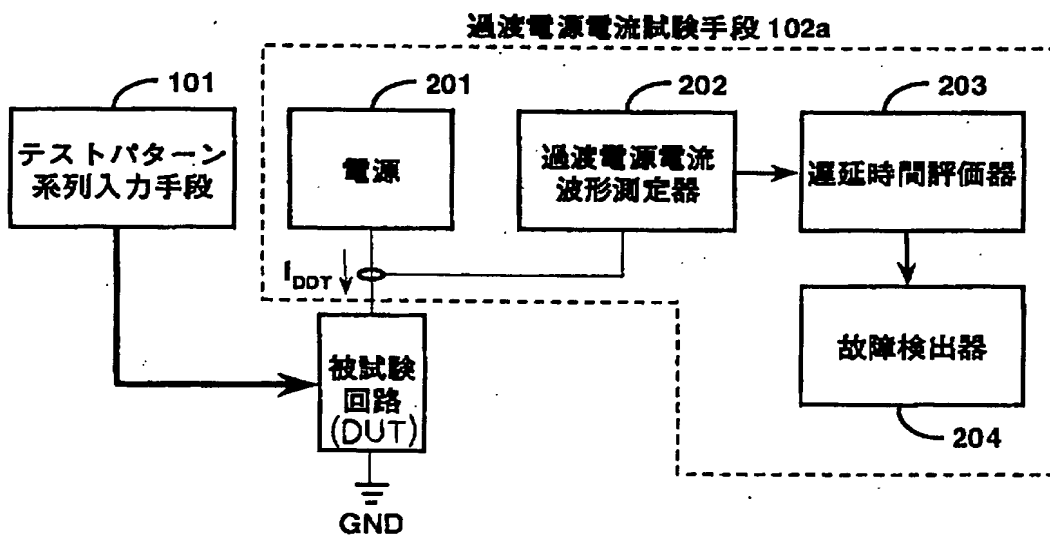 過渡電源電流試験手段 102a
101
201
202
203
テストパターン
系列入力手段
電源
過渡電源電流
波形測定器
遅延時間評価器
IDDT
被試験
回路
(DUT)
故障検出器
204
GND